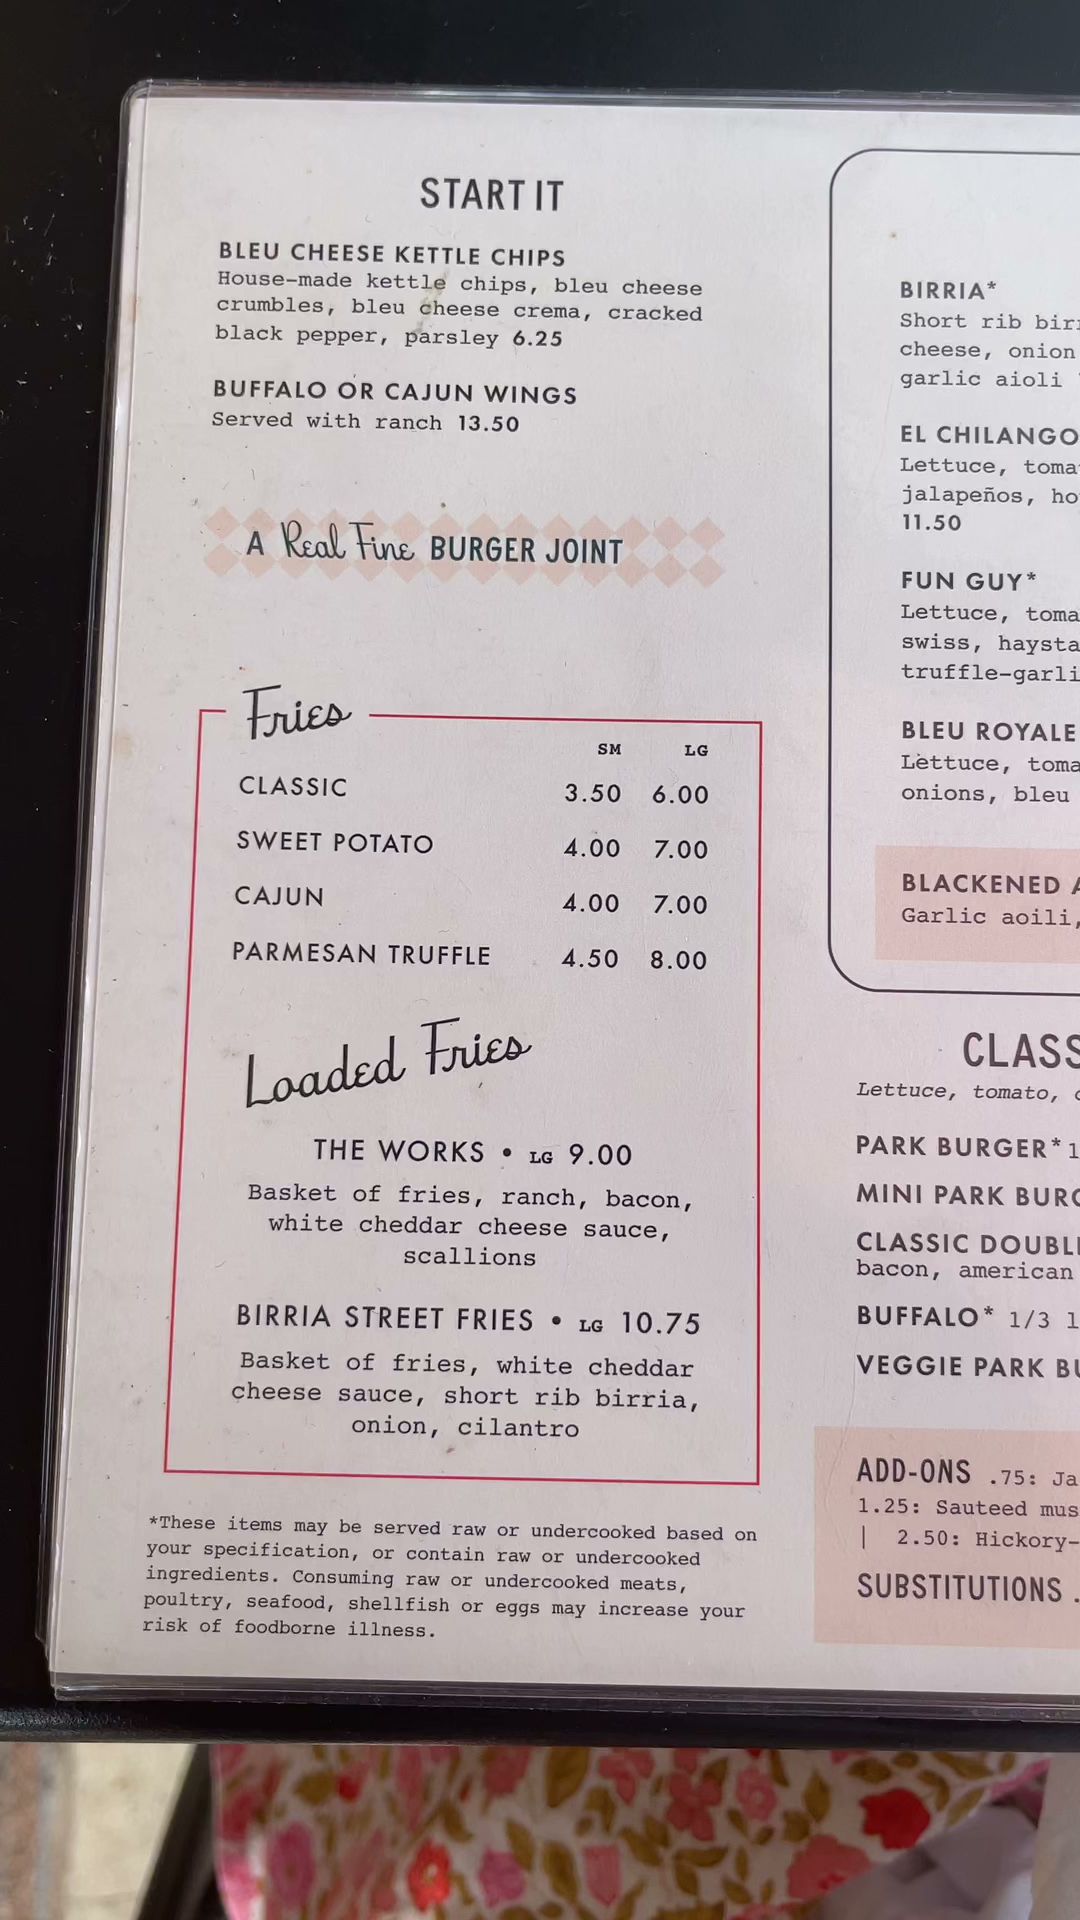 START IT
BLEU CHEESE KETTLE CHIPS
House-made kettle chips, bleu cheese
crumbles, bleu cheese crema, cracked
black pepper, parsley 6.25
BUFFALO OR CAJUN WINGS
Served with ranch 13.50
A Real Fine BURGER JOINT
Fries
SM LG
CLASSIC 3.50 6.00
SWEET POTATO 4.00 7.00
CAJUN 4.00 7.00
PARMESAN TRUFFLE 4.50 8.00
Loaded Fries
THE WORKS • LG 9.00
Basket of fries, ranch, bacon,
white cheddar cheese sauce,
scallions
BIRRIA STREET FRIES • LG 10.75
Basket of fries, white cheddar
cheese sauce, short rib birria,
onion, cilantro
*These items may be served raw or undercooked based on
your specification, or contain raw or undercooked
ingredients. Consuming raw or undercooked meats,
poultry, seafood, shellfish or eggs may increase your
risk of foodborne illness.
BIRRIA*
Short rib
cheese, onion
garlic aioli
EL CHILANGO
Lettuce,
jalapeños,
11.50
FUN GUY*
Lettuce,
swiss,
BLEU ROYALE
Lettuce,
onions, bleu
BLACKENED
Garlic aoili,
Lettuce, tomato,
PARK BURGER*
MINI PARK
CLASSIC
bacon, american
BUFFALO* 1/3
VEGGIE PARK
ADD-ONS .75:
1.25: Sauteed
| 2.50: Hickory-
SUBSTITUTIONS